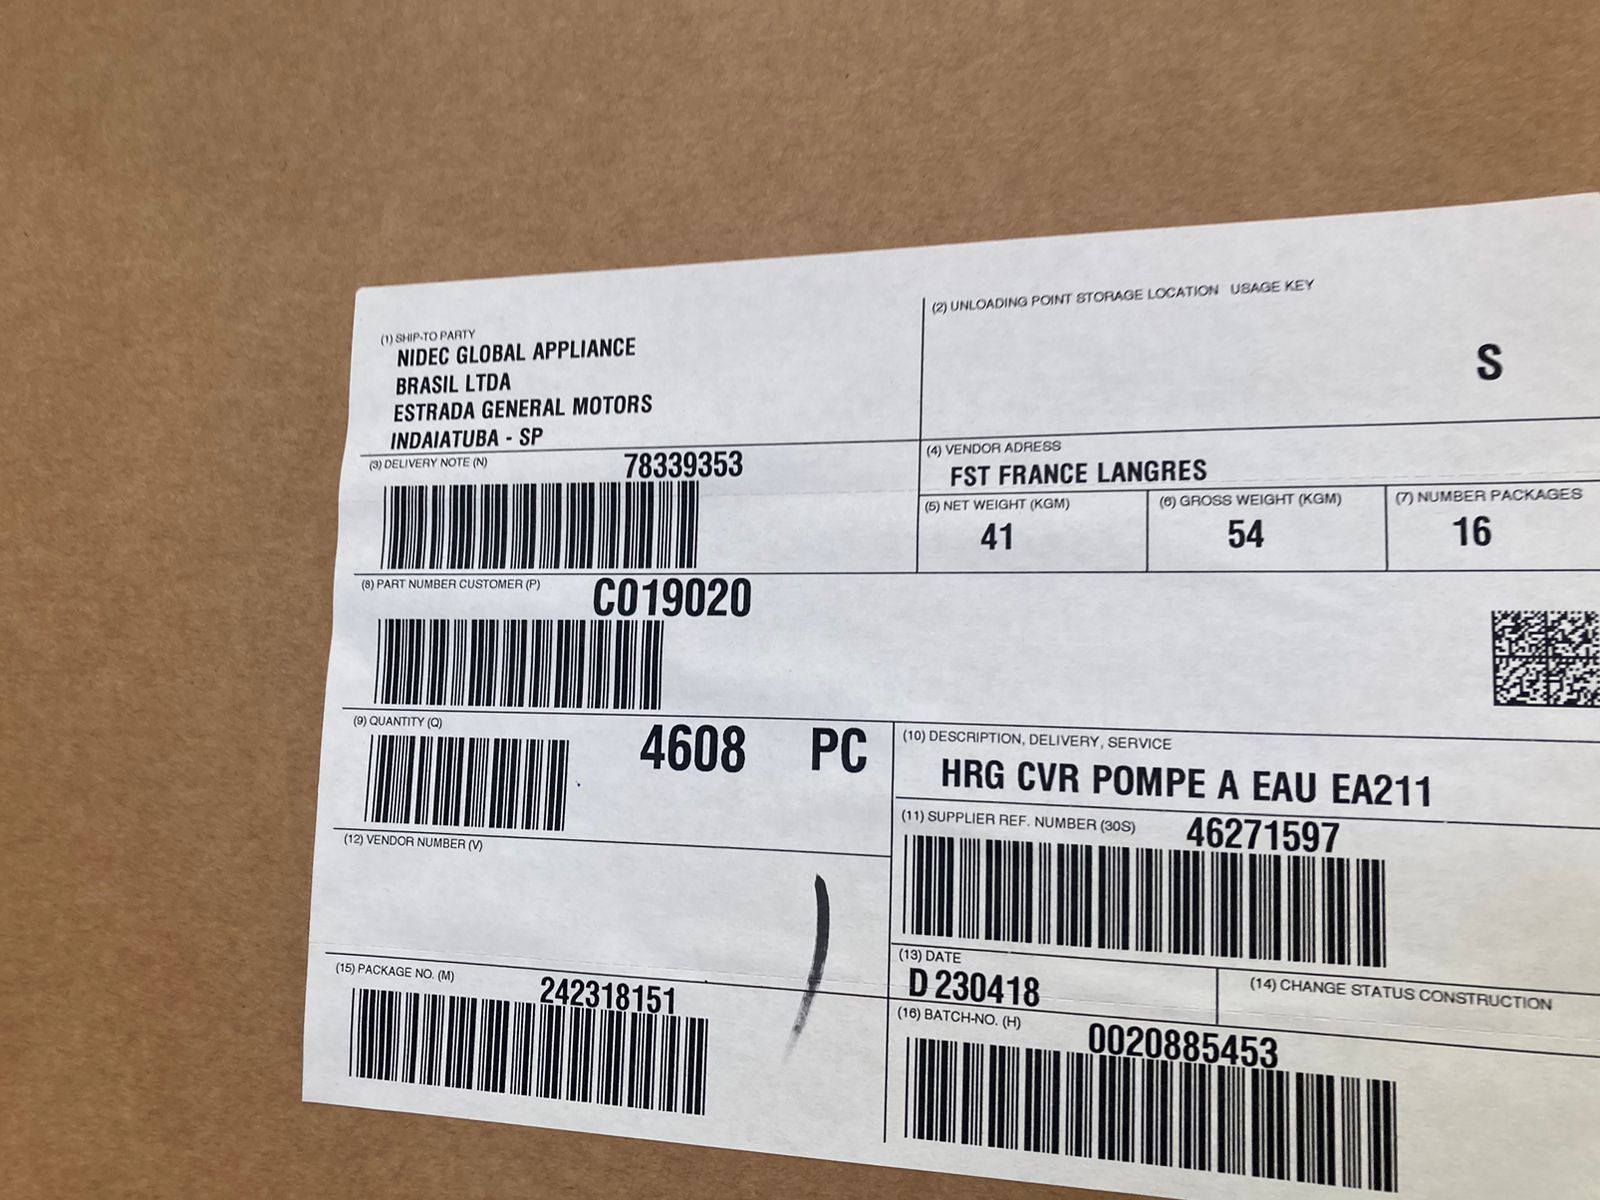 (1) SHIP-TO PARTY
NIDEC GLOBAL APPLIANCE
BRASIL LTDA
ESTRADA GENERAL MOTORS
INDAIATUBA - SP
(2) UNLOADING POINT STORAGE LOCATION USAGE KEY
S
(3) DELIVERY NOTE (N)
78339353
(4) VENDOR ADRESS
FST FRANCE LANGRES
(5) NET WEIGHT (KGM)
41
(6) GROSS WEIGHT (KGM)
54
(7) NUMBER PACKAGES
16
(8) PART NUMBER CUSTOMER (P)
C019020
(9) QUANTITY (Q)
4608 PC
(10) DESCRIPTION, DELIVERY, SERVICE
HRG CVR POMPE A EAU EA211
(11) SUPPLIER REF. NUMBER (30S)
46271597
(12) VENDOR NUMBER (V)
(13) DATE
D 230418
(14) CHANGE STATUS CONSTRUCTION
(15) PACKAGE NO. (M)
242318151
(16) BATCH-NO. (H)
0020885453